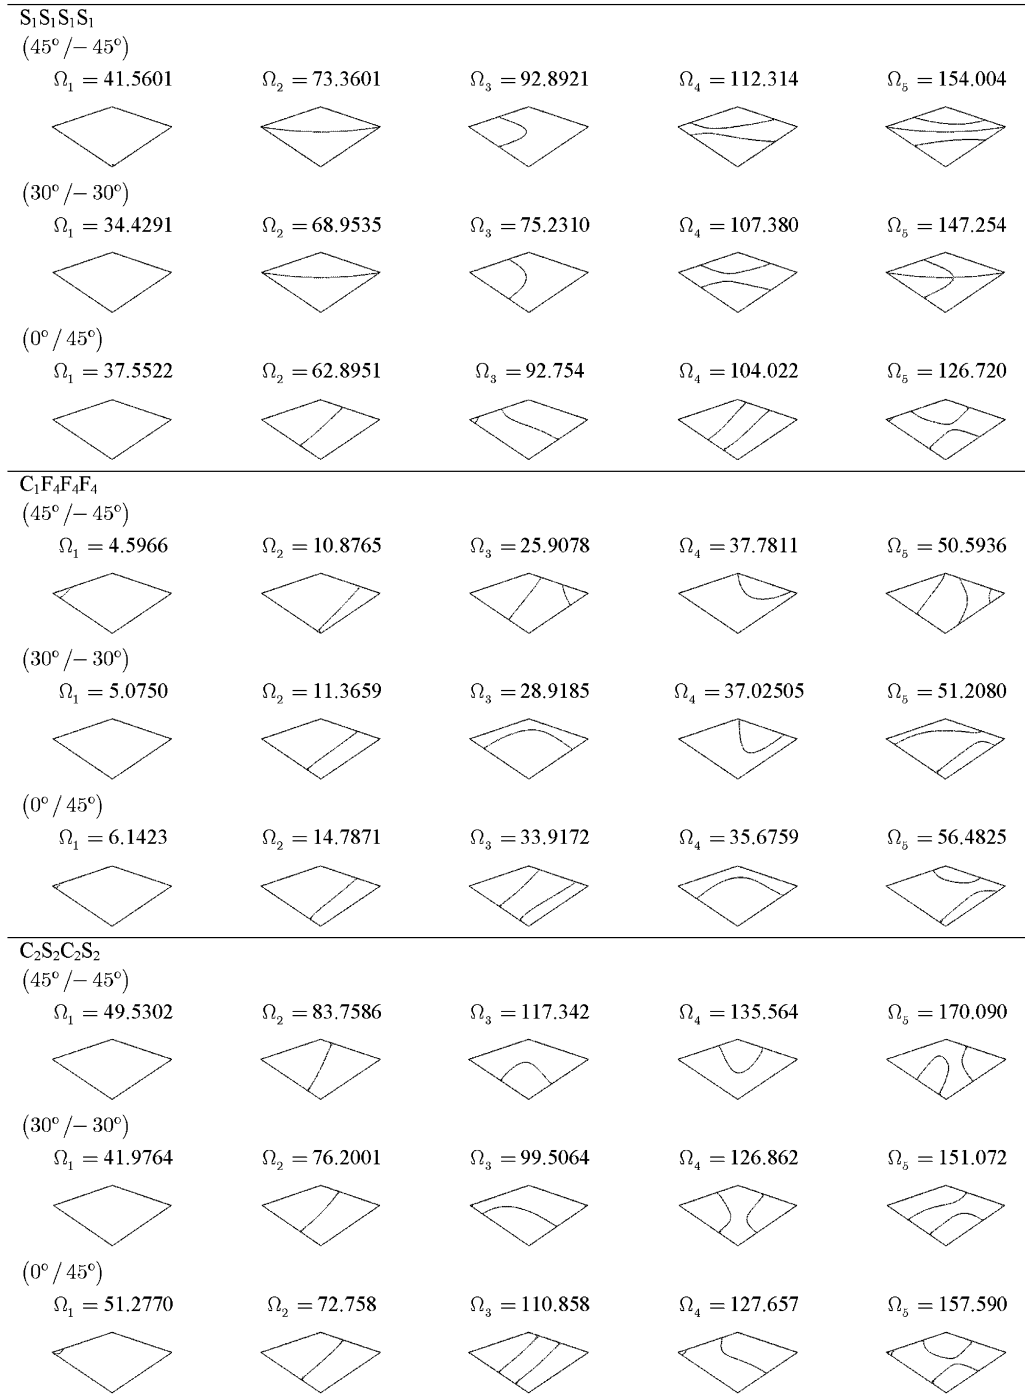 S₁S₁S₁S₁
(45° /− 45°)
Ω₁ = 41.5601 Ω₂ = 73.3601 Ω₃ = 92.8921 Ω₄ = 112.314 Ω₅ = 154.004
(30° /− 30°)
Ω₁ = 34.4291 Ω₂ = 68.9535 Ω₃ = 75.2310 Ω₄ = 107.380 Ω₅ = 147.254
(0° / 45°)
Ω₁ = 37.5522 Ω₂ = 62.8951 Ω₃ = 92.754 Ω₄ = 104.022 Ω₅ = 126.720
C₁F₄F₄F₄
(45° /− 45°)
Ω₁ = 4.5966 Ω₂ = 10.8765 Ω₃ = 25.9078 Ω₄ = 37.7811 Ω₅ = 50.5936
(30° /− 30°)
Ω₁ = 5.0750 Ω₂ = 11.3659 Ω₃ = 28.9185 Ω₄ = 37.02505 Ω₅ = 51.2080
(0° / 45°)
Ω₁ = 6.1423 Ω₂ = 14.7871 Ω₃ = 33.9172 Ω₄ = 35.6759 Ω₅ = 56.4825
C₂S₂C₂S₂
(45° /− 45°)
Ω₁ = 49.5302 Ω₂ = 83.7586 Ω₃ = 117.342 Ω₄ = 135.564 Ω₅ = 170.090
(30° /− 30°)
Ω₁ = 41.9764 Ω₂ = 76.2001 Ω₃ = 99.5064 Ω₄ = 126.862 Ω₅ = 151.072
(0° / 45°)
Ω₁ = 51.2770 Ω₂ = 72.758 Ω₃ = 110.858 Ω₄ = 127.657 Ω₅ = 157.590